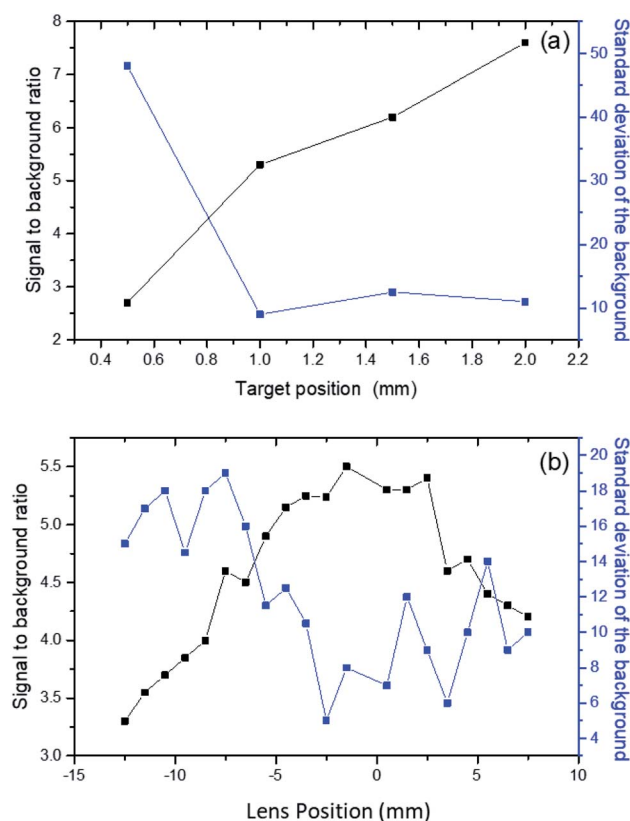 (a)
Signal to background ratio
8
7
6
5
4
3
2
0.4 0.6 0.8 1.0 1.2 1.4 1.6 1.8 2.0 2.2
Target position (mm)
50
40
30
20
10
Standard deviation of the background
(b)
Signal to background ratio
5.5
5.0
4.5
4.0
3.5
3.0
-15 -10 -5 0 5 10
Lens Position (mm)
20
18
16
14
12
10
8
6
4
Standard deviation of the background